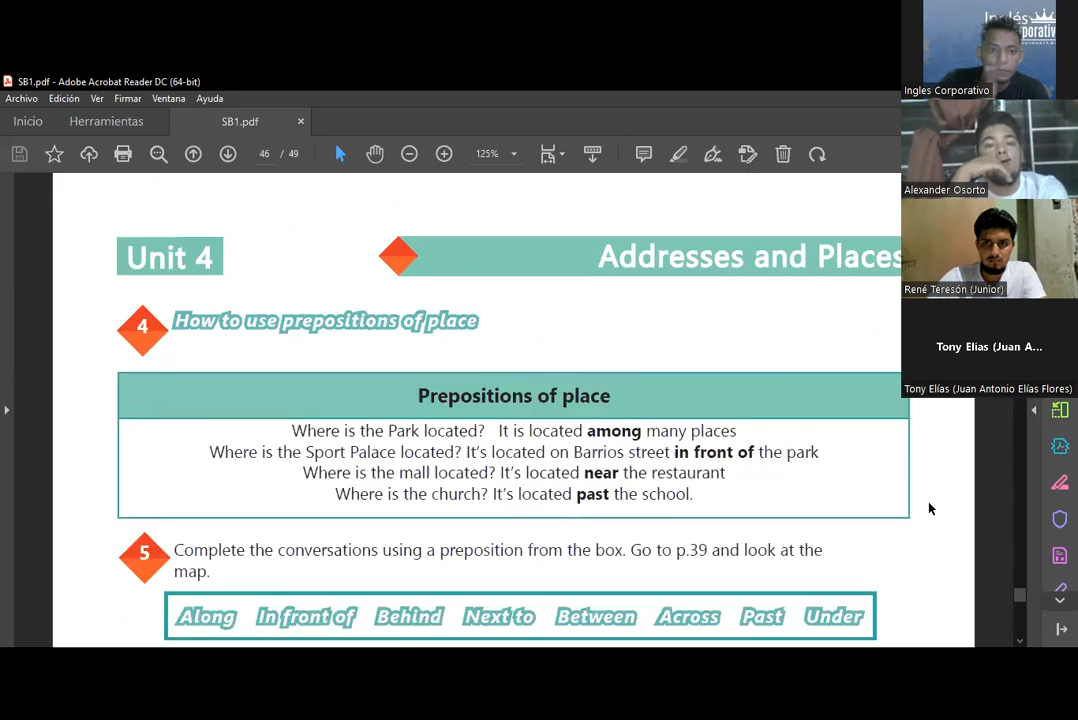 Inglés
SB1.pdf - Adobe Acrobat Reader DC (64-bit)
Archivo Edición Ver Firmar Ventana Ayuda
Inicio Herramientas SB1.pdf ×
46 / 49 125%
Ingles Corporativo
Alexander Osorto
René Teresón (Junior)
Tony Elias (Juan A...
Tony Elías (Juan Antonio Elías Flores)
Unit 4
Addresses and Places
4 How to use prepositions of place
Prepositions of place
Where is the Park located? It is located among many places
Where is the Sport Palace located? It's located on Barrios street in front of the park
Where is the mall located? It's located near the restaurant
Where is the church? It's located past the school.
5 Complete the conversations using a preposition from the box. Go to p.39 and look at the
map.
Along In front of Behind Next to Between Across Past Under